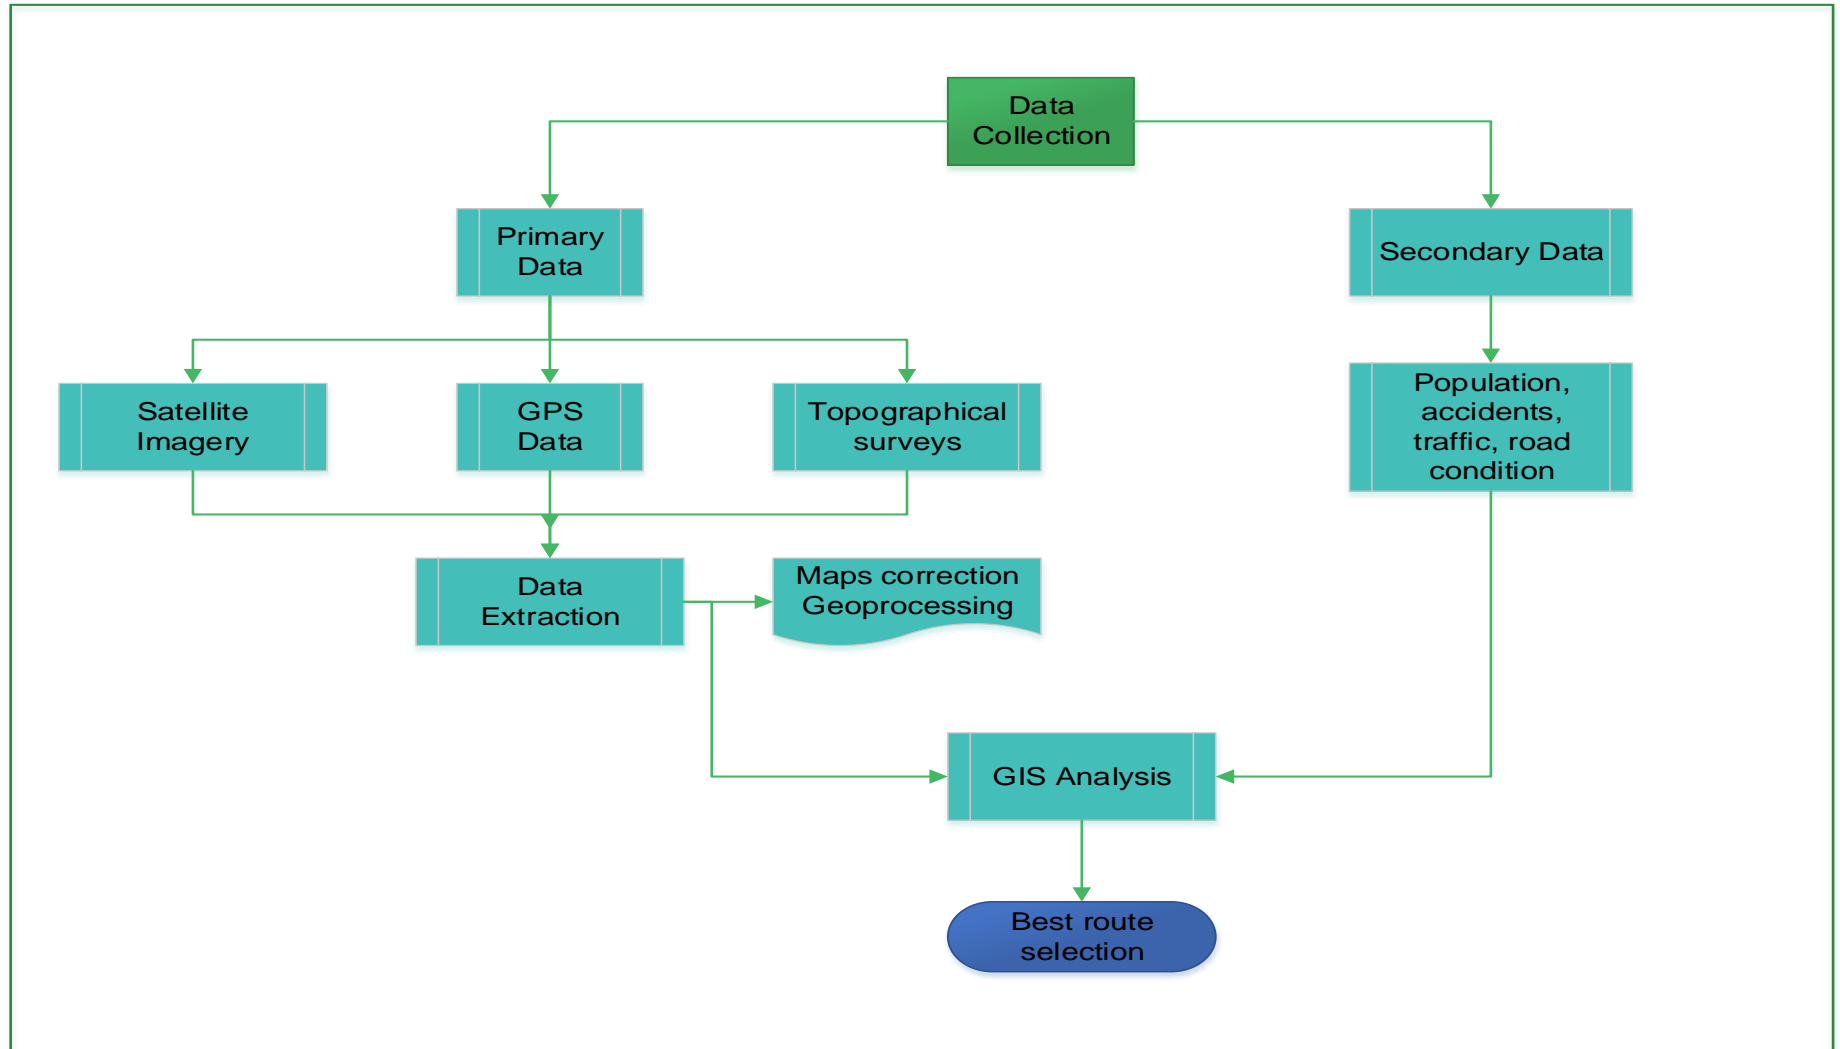 Data
Collection
Primary
Data
Secondary Data
Satellite
Imagery
GPS
Data
Topographical
surveys
Population,
accidents,
traffic, road
condition
Data
Extraction
Maps correction
Geoprocessing
GIS Analysis
Best route
selection